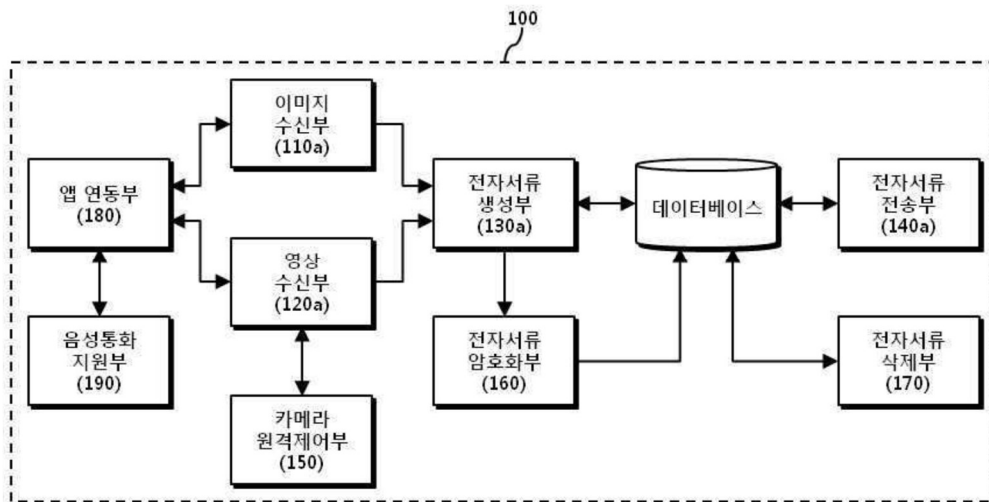 100
이미지
수신부
(110a)
앱 연동부
(180)
전자서류
생성부
(130a)
데이터베이스
전자서류
전송부
(140a)
영상
수신부
(120a)
음성통화
지원부
(190)
전자서류
암호화부
(160)
전자서류
삭제부
(170)
카메라
원격제어부
(150)